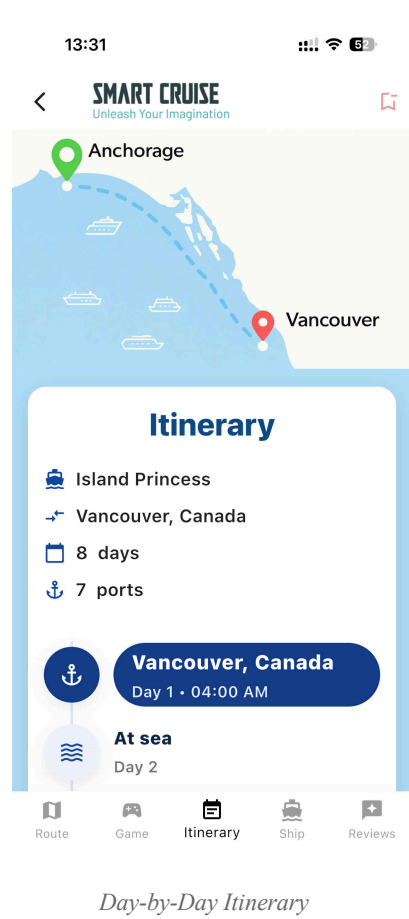 13:31
52
SMART CRUISE
Unleash Your Imagination
Anchorage
Vancouver
Itinerary
Island Princess
Vancouver, Canada
8 days
7 ports
Vancouver, Canada
Day 1 • 04:00 AM
At sea
Day 2
Route
Game
Itinerary
Ship
Reviews
Day-by-Day Itinerary